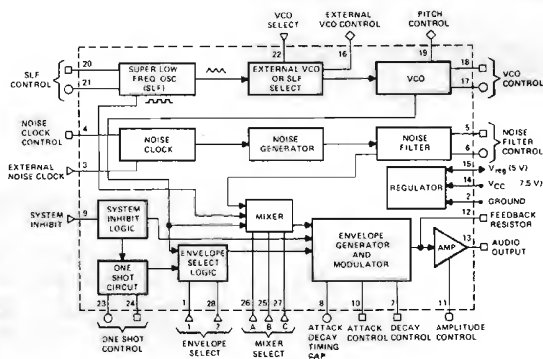 VCO SELECT
EXTERNAL VCO CONTROL
PITCH CONTROL
22
16
19
SLF CONTROL
20
21
SUPER LOW FREQ OSC (SLF)
EXTERNAL VCO OR SLF SELECT
VCO
18
17
VCO CONTROL
NOISE CLOCK CONTROL
4
NOISE CLOCK
NOISE GENERATOR
NOISE FILTER
5
6
NOISE FILTER CONTROL
EXTERNAL NOISE CLOCK
3
REGULATOR
15
Vreg (5 V)
14
VCC 7.5 V)
2
GROUND
SYSTEM INHIBIT
9
SYSTEM INHIBIT LOGIC
MIXER
12
FEEDBACK RESISTOR
ONE SHOT CIRCUIT
ENVELOPE SELECT LOGIC
ENVELOPE GENERATOR AND MODULATOR
AMP
13
AUDIO OUTPUT
23
24
1
28
26
25
27
8
10
7
11
1
2
A
B
C
ONE SHOT CONTROL
ENVELOPE SELECT
MIXER SELECT
ATTACK DECAY TIMING CAP
ATTACK CONTROL
DECAY CONTROL
AMPLITUDE CONTROL